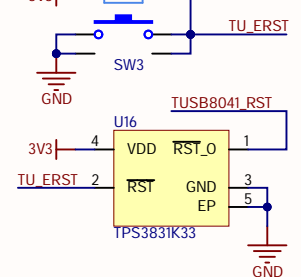 3V3
TU_ERST
SW3
GND
TUSB8041_RST
U16
3V3
4
VDD
RST_O
1
TU_ERST
2
RST
GND
3
EP
5
TPS3831K33
GND